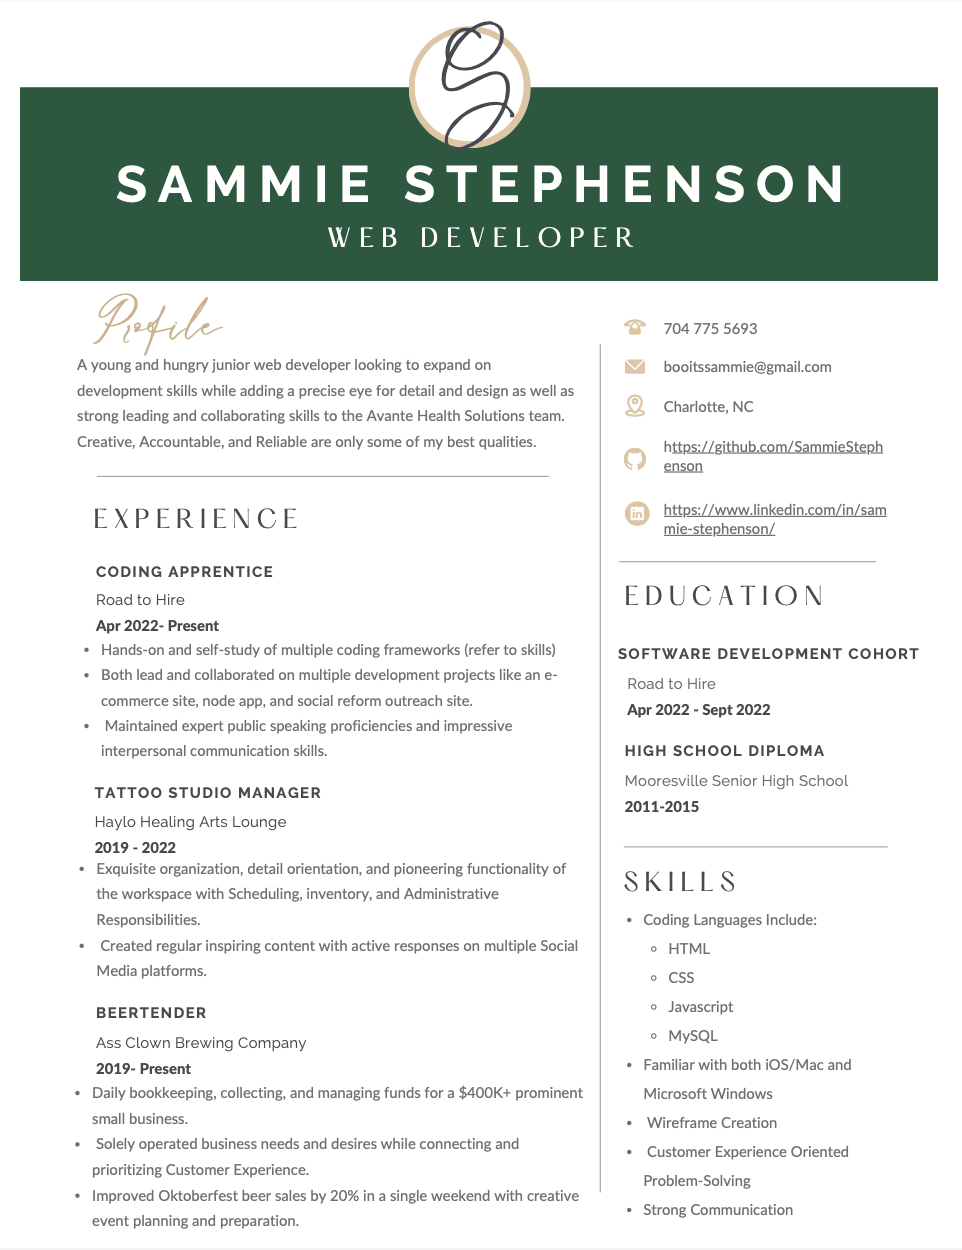 S
SAMMIE STEPHENSON
WEB DEVELOPER
Profile
A young and hungry junior web developer looking to expand on
development skills while adding a precise eye for detail and design as well as
strong leading and collaborating skills to the Avante Health Solutions team.
Creative, Accountable, and Reliable are only some of my best qualities.
EXPERIENCE
CODING APPRENTICE
Road to Hire
Apr 2022- Present
• Hands-on and self-study of multiple coding frameworks (refer to skills)
• Both lead and collaborated on multiple development projects like an e-
commerce site, node app, and social reform outreach site.
• Maintained expert public speaking proficiencies and impressive
interpersonal communication skills.
TATTOO STUDIO MANAGER
Haylo Healing Arts Lounge
2019 - 2022
• Exquisite organization, detail orientation, and pioneering functionality of
the workspace with Scheduling, inventory, and Administrative
Responsibilities.
• Created regular inspiring content with active responses on multiple Social
Media platforms.
BEERTENDER
Ass Clown Brewing Company
2019- Present
• Daily bookkeeping, collecting, and managing funds for a $400K+ prominent
small business.
• Solely operated business needs and desires while connecting and
prioritizing Customer Experience.
• Improved Oktoberfest beer sales by 20% in a single weekend with creative
event planning and preparation.
704 775 5693
booitssammie@gmail.com
Charlotte, NC
https://github.com/SammieSteph
enson
in
https://www.linkedin.com/in/sam
mie-stephenson/
EDUCATION
SOFTWARE DEVELOPMENT COHORT
Road to Hire
Apr 2022 - Sept 2022
HIGH SCHOOL DIPLOMA
Mooresville Senior High School
2011-2015
SKILLS
• Coding Languages Include:
◦ HTML
◦ CSS
◦ Javascript
◦ MySQL
• Familiar with both iOS/Mac and
Microsoft Windows
• Wireframe Creation
• Customer Experience Oriented
Problem-Solving
• Strong Communication